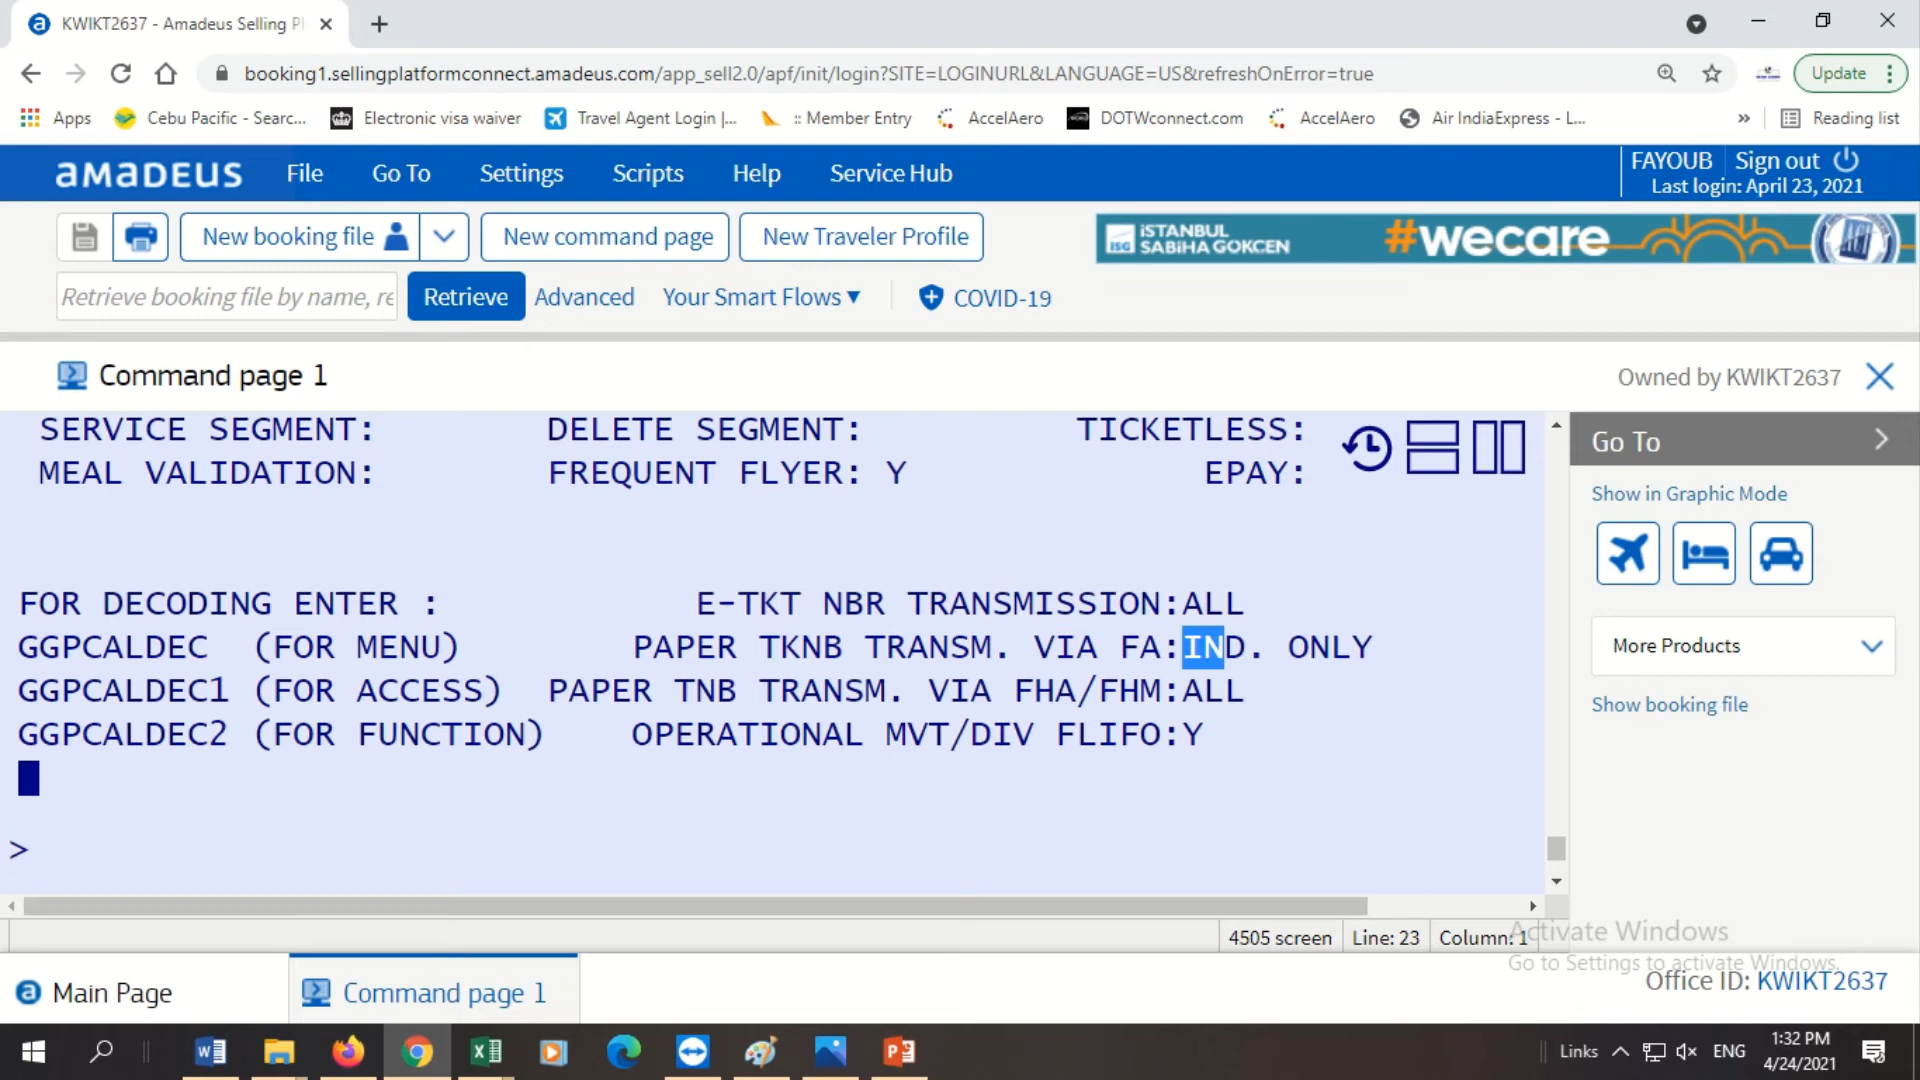 KWIKT2637 - Amadeus Selling Pl
booking1.sellingplatformconnect.amadeus.com/app_sell2.0/apf/init/login?SITE=LOGINURL&LANGUAGE=US&refreshOnError=true
Update
Apps
Cebu Pacific - Searc...
Electronic visa waiver
Travel Agent Login |...
:: Member Entry
AccelAero
DOTWconnect.com
AccelAero
Air IndiaExpress - L...
»
Reading list
aMaDEUS
File
Go To
Settings
Scripts
Help
Service Hub
FAYOUB
Sign out
Last login: April 23, 2021
New booking file
New command page
New Traveler Profile
ISG
iSTANBUL
SABiHA GOKCEN
#wecare
Retrieve booking file by name, re
Retrieve
Advanced
Your Smart Flows
COVID-19
Command page 1
Owned by KWIKT2637
SERVICE SEGMENT: DELETE SEGMENT: TICKETLESS:
MEAL VALIDATION: FREQUENT FLYER: Y EPAY:
FOR DECODING ENTER : E-TKT NBR TRANSMISSION:ALL
GGPCALDEC (FOR MENU) PAPER TKNB TRANSM. VIA FA:IND. ONLY
GGPCALDEC1 (FOR ACCESS) PAPER TNB TRANSM. VIA FHA/FHM:ALL
GGPCALDEC2 (FOR FUNCTION) OPERATIONAL MVT/DIV FLIFO:Y
>
Go To
Show in Graphic Mode
More Products
Show booking file
4505 screen
Line: 23
Column: 1
Activate Windows
Go to Settings to activate Windows.
Main Page
Command page 1
Office ID: KWIKT2637
Links
ENG
1:32 PM
4/24/2021